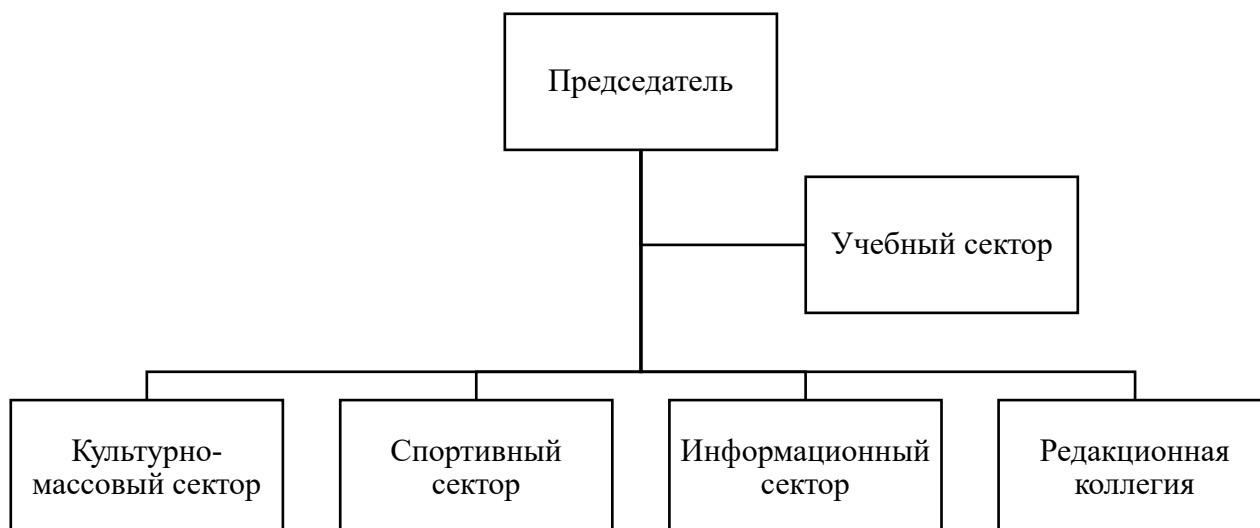 Председатель
Учебный сектор
Культурно-
массовый сектор
Спортивный
сектор
Информационный
сектор
Редакционная
коллегия